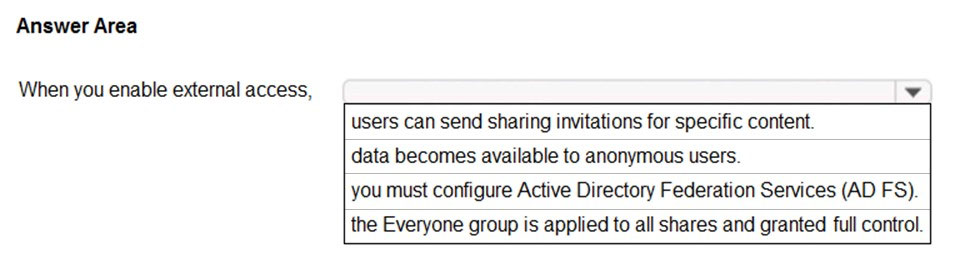 Answer Area
When you enable external access,
users can send sharing invitations for specific content.
data becomes available to anonymous users.
you must configure Active Directory Federation Services (AD FS).
the Everyone group is applied to all shares and granted full control.